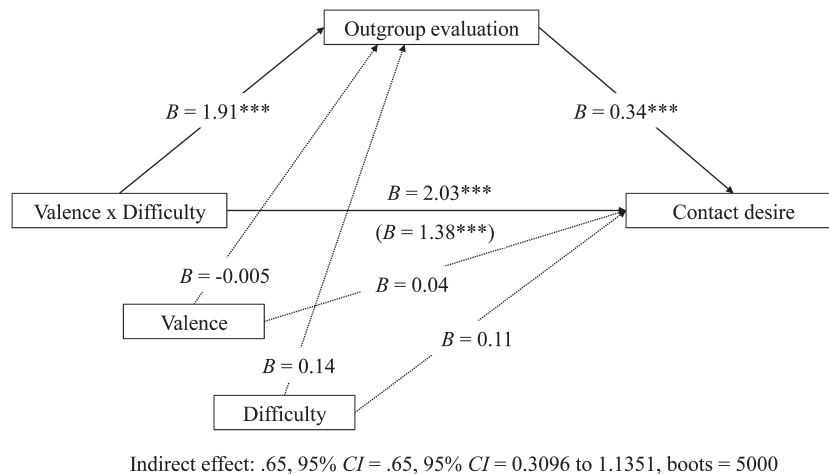 Outgroup evaluation
B = 1.91***
B = 0.34***
B = 2.03***
Valence x Difficulty
Contact desire
(B = 1.38***)
B = -0.005
B = 0.04
Valence
B = 0.11
B = 0.14
Difficulty
Indirect effect: .65, 95% CI = .65, 95% CI = 0.3096 to 1.1351, boots = 5000